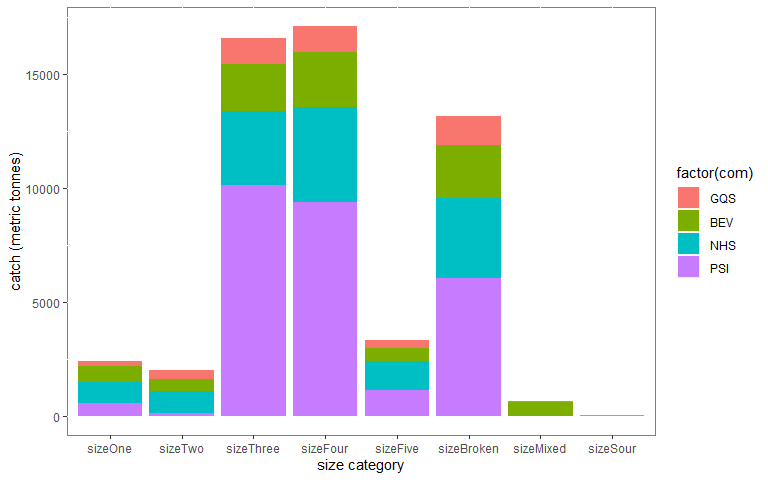 catch (metric tonnes)
15000
10000
5000
0
sizeOne sizeTwo sizeThree sizeFour sizeFive sizeBroken sizeMixed sizeSour
size category
factor(com)
GQS
BEV
NHS
PSI